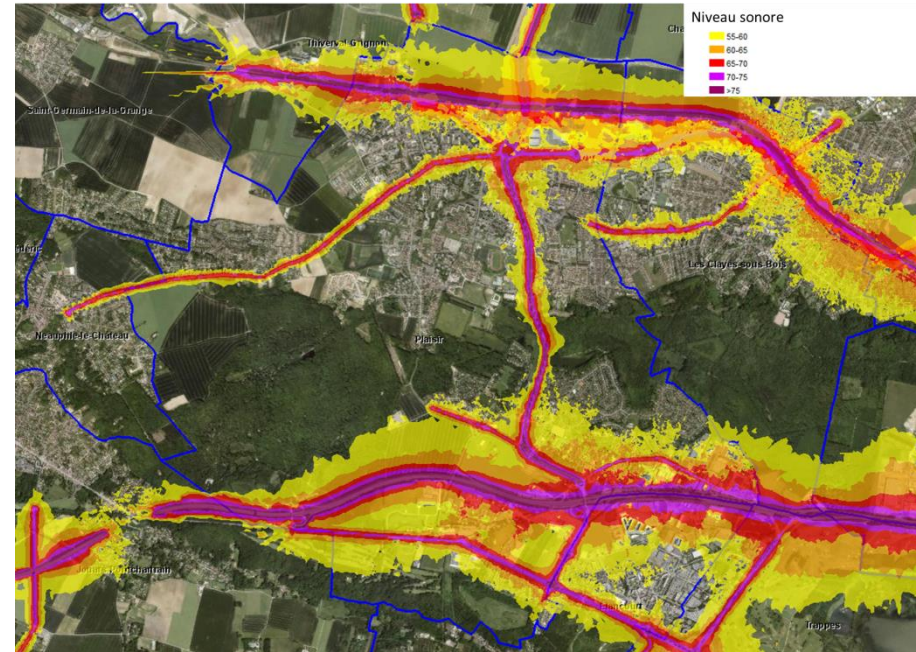 Niveau sonore
55-60
60-65
65-70
70-75
>75
Thiverval-Grignon
Saint-Germain-de-la-Grange
Les Clayes-sous-Bois
Neauphle-le-Château
Plaisir
Elancourt
Trappes